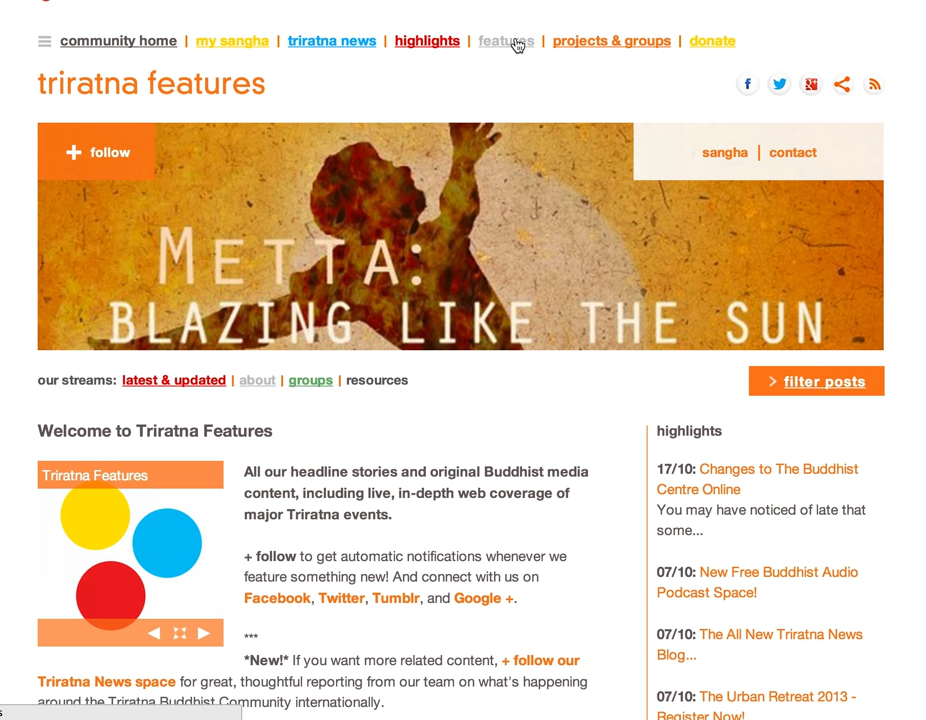 community home | my sangha | triratna news | highlights | features | projects & groups | donate
triratna features
+ follow
sangha | contact
METTA:
BLAZING LIKE THE SUN
our streams: latest & updated | about | groups | resources
> filter posts
Welcome to Triratna Features
Triratna Features
All our headline stories and original Buddhist media
content, including live, in-depth web coverage of
major Triratna events.
+ follow to get automatic notifications whenever we
feature something new! And connect with us on
Facebook, Twitter, Tumblr, and Google +.
***
*New!* If you want more related content, + follow our
Triratna News space for great, thoughtful reporting from our team on what's happening
around the Triratna Buddhist Community internationally.
highlights
17/10: Changes to The Buddhist
Centre Online
You may have noticed of late that
some...
07/10: New Free Buddhist Audio
Podcast Space!
07/10: The All New Triratna News
Blog...
07/10: The Urban Retreat 2013 -
Register Now!